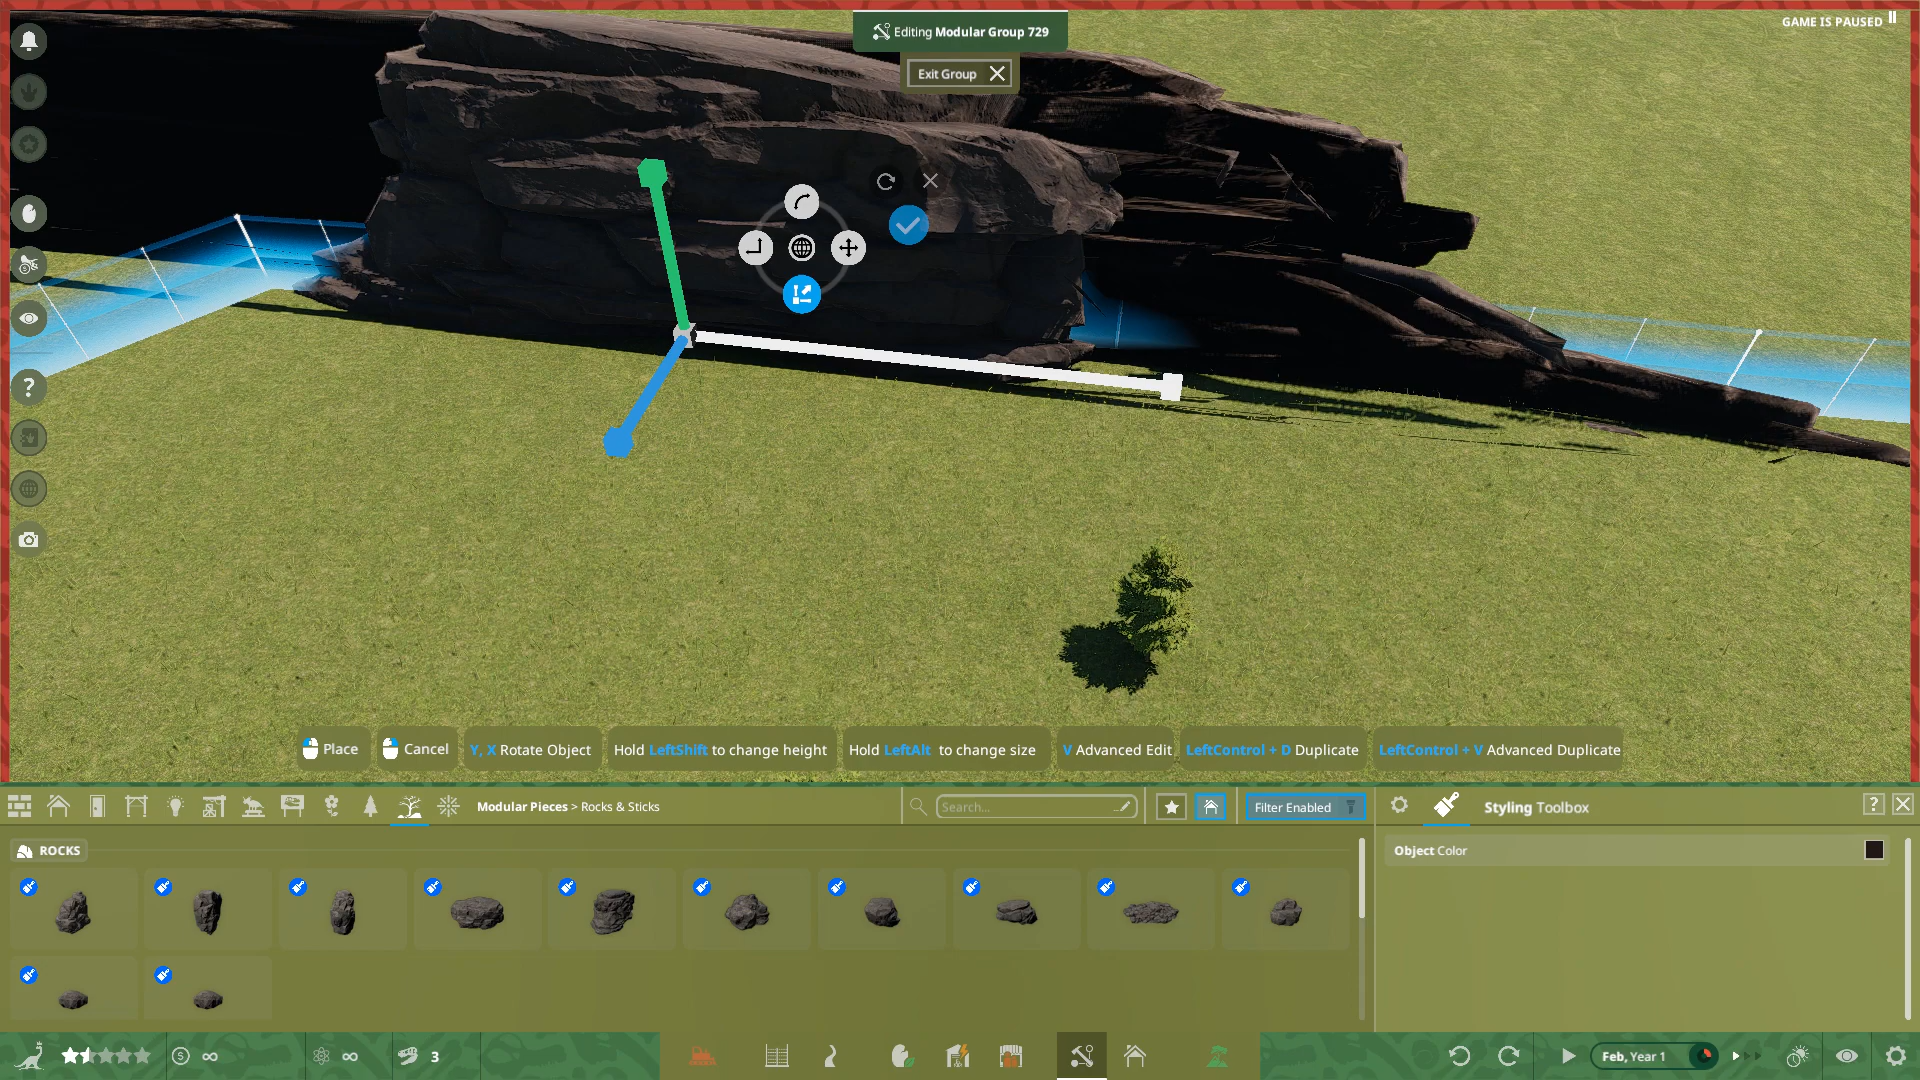 Editing Modular Group 729
GAME IS PAUSED
Exit Group
?
Place
Cancel
Y, X Rotate Object
Hold LeftShift to change height
Hold LeftAlt to change size
V Advanced Edit
LeftControl + D Duplicate
LeftControl + V Advanced Duplicate
Modular Pieces > Rocks & Sticks
Search...
Filter Enabled
Styling Toolbox
?
ROCKS
Object Color
∞
∞
3
Feb, Year 1